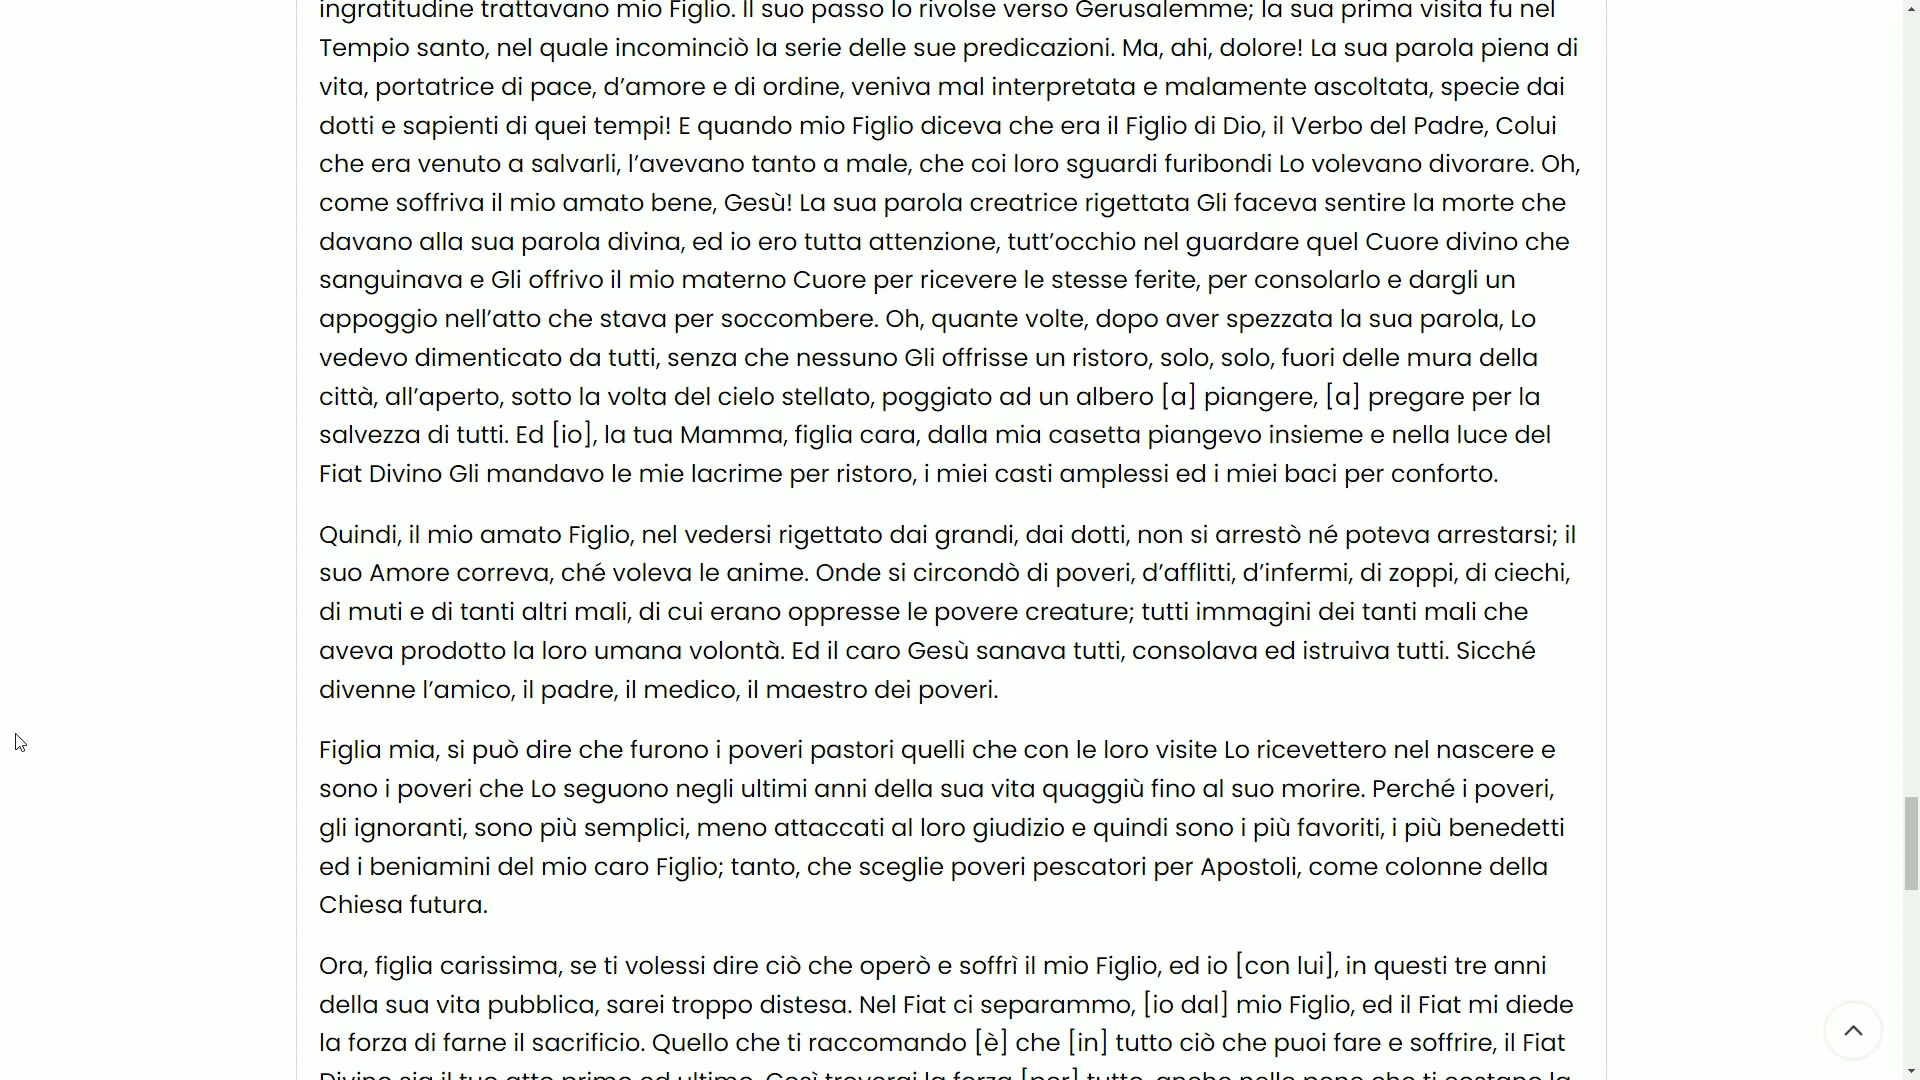 ingratitudine trattavano mio Figlio. Il suo passo lo rivolse verso Gerusalemme; la sua prima visita fu nel
Tempio santo, nel quale incominciò la serie delle sue predicazioni. Ma, ahi, dolore! La sua parola piena di
vita, portatrice di pace, d’amore e di ordine, veniva mal interpretata e malamente ascoltata, specie dai
dotti e sapienti di quei tempi! E quando mio Figlio diceva che era il Figlio di Dio, il Verbo del Padre, Colui
che era venuto a salvarli, l’avevano tanto a male, che coi loro sguardi furibondi Lo volevano divorare. Oh,
come soffriva il mio amato bene, Gesù! La sua parola creatrice rigettata Gli faceva sentire la morte che
davano alla sua parola divina, ed io ero tutta attenzione, tutt’occhio nel guardare quel Cuore divino che
sanguinava e Gli offrivo il mio materno Cuore per ricevere le stesse ferite, per consolarlo e dargli un
appoggio nell’atto che stava per soccombere. Oh, quante volte, dopo aver spezzata la sua parola, Lo
vedevo dimenticato da tutti, senza che nessuno Gli offrisse un ristoro, solo, solo, fuori delle mura della
città, all’aperto, sotto la volta del cielo stellato, poggiato ad un albero [a] piangere, [a] pregare per la
salvezza di tutti. Ed [io], la tua Mamma, figlia cara, dalla mia casetta piangevo insieme e nella luce del
Fiat Divino Gli mandavo le mie lacrime per ristoro, i miei casti amplessi ed i miei baci per conforto.
Quindi, il mio amato Figlio, nel vedersi rigettato dai grandi, dai dotti, non si arrestò né poteva arrestarsi; il
suo Amore correva, ché voleva le anime. Onde si circondò di poveri, d’afflitti, d’infermi, di zoppi, di ciechi,
di muti e di tanti altri mali, di cui erano oppresse le povere creature; tutti immagini dei tanti mali che
aveva prodotto la loro umana volontà. Ed il caro Gesù sanava tutti, consolava ed istruiva tutti. Sicché
divenne l’amico, il padre, il medico, il maestro dei poveri.
Figlia mia, si può dire che furono i poveri pastori quelli che con le loro visite Lo ricevettero nel nascere e
sono i poveri che Lo seguono negli ultimi anni della sua vita quaggiù fino al suo morire. Perché i poveri,
gli ignoranti, sono più semplici, meno attaccati al loro giudizio e quindi sono i più favoriti, i più benedetti
ed i beniamini del mio caro Figlio; tanto, che sceglie poveri pescatori per Apostoli, come colonne della
Chiesa futura.
Ora, figlia carissima, se ti volessi dire ciò che operò e soffrì il mio Figlio, ed io [con lui], in questi tre anni
della sua vita pubblica, sarei troppo distesa. Nel Fiat ci separammo, [io dal] mio Figlio, ed il Fiat mi diede
la forza di farne il sacrificio. Quello che ti raccomando [è] che [in] tutto ciò che puoi fare e soffrire, il Fiat
Divino sia il tuo atto primo ed ultimo. Così troverai la forza [per] tutto, anche nelle pene che ti costano la